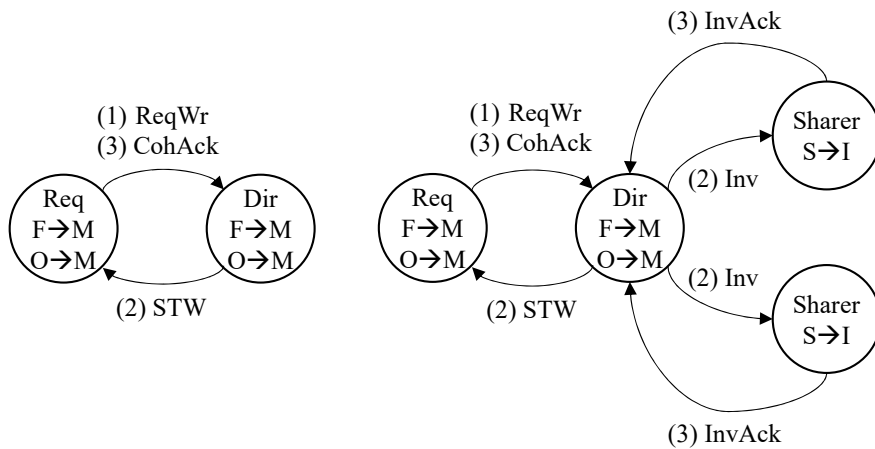 (1) ReqWr
(3) CohAck
Req
F→M
O→M
Dir
F→M
O→M
(2) STW
(1) ReqWr
(3) CohAck
Req
F→M
O→M
Dir
F→M
O→M
(2) STW
(3) InvAck
Sharer
S→I
(2) Inv
(2) Inv
Sharer
S→I
(3) InvAck